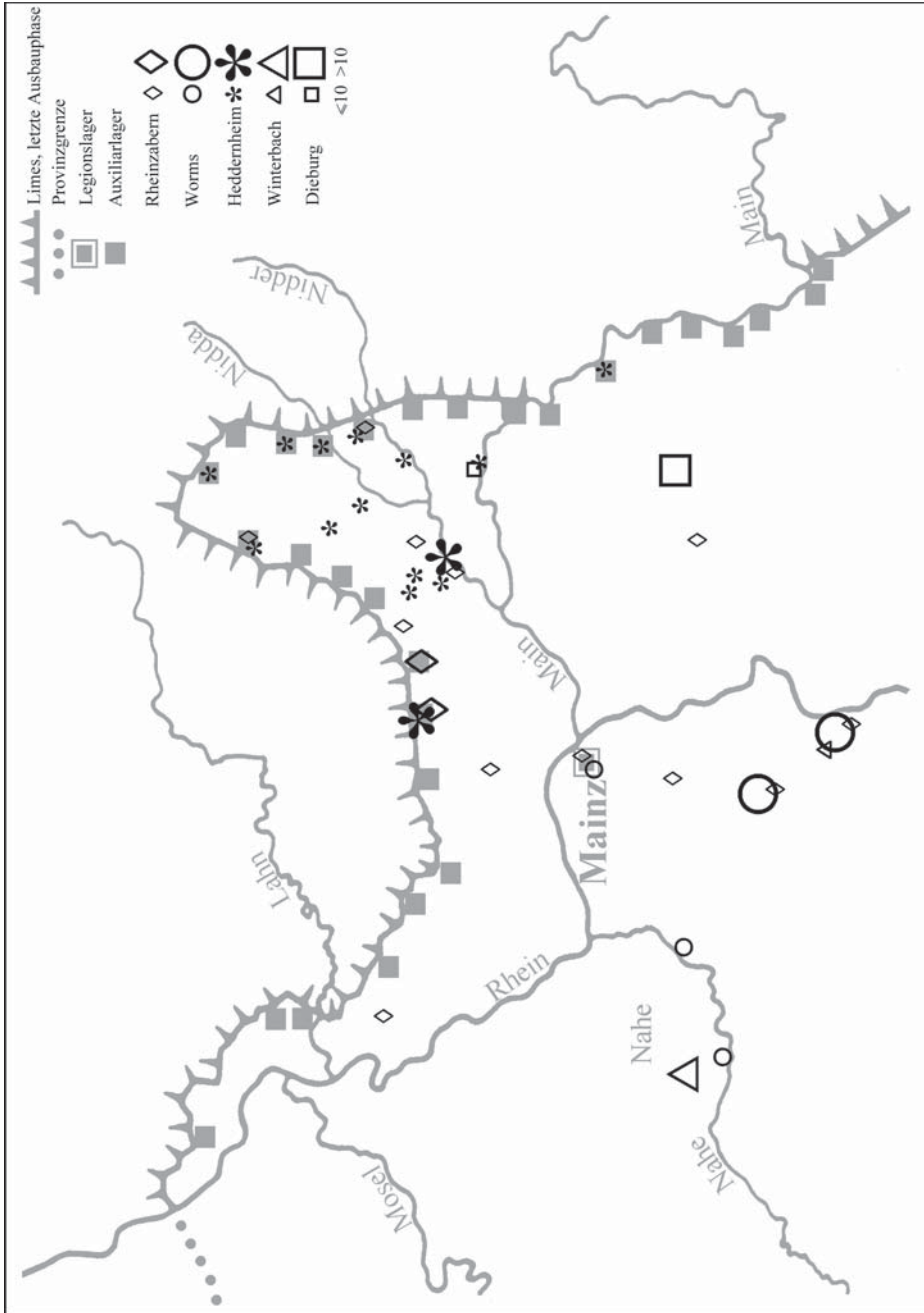 Limes, letzte Ausbauphase
Provinzgrenze
Legionslager
Auxiliarlager
Rheinzabern
Worms
Heddernheim
Winterbach
Dieburg
<10 >10
Nidder
Nidda
Main
Main
Lahn
Mainz
Rhein
Nahe
Nahe
Mosel